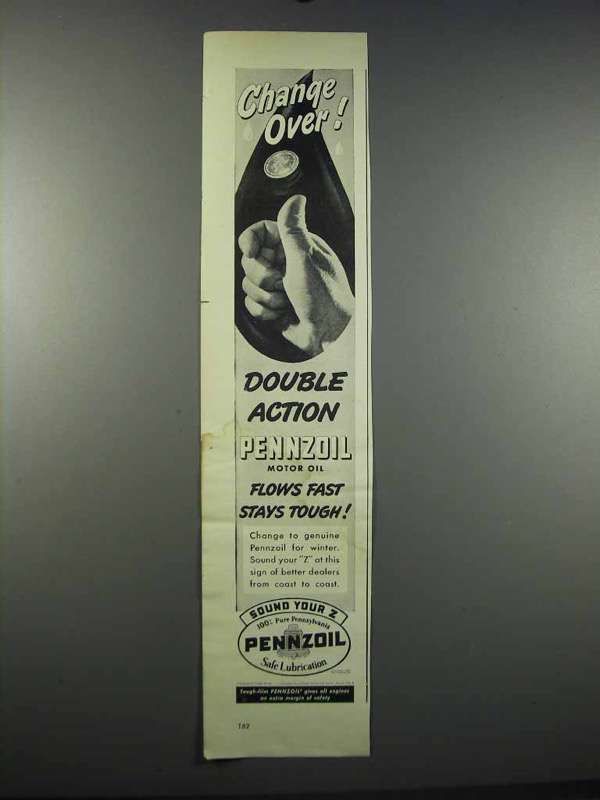 Change
Over!
DOUBLE
ACTION
PENNZOIL
MOTOR OIL
FLOWS FAST
STAYS TOUGH!
Change to genuine
Pennzoil for winter.
Sound your "Z" at this
sign of better dealers
from coast to coast.
SOUND YOUR Z
100% Pure Pennsylvania
PENNZOIL
Safe Lubrication
Tough-film PENNZOIL* gives all engines
an extra margin of safety
162